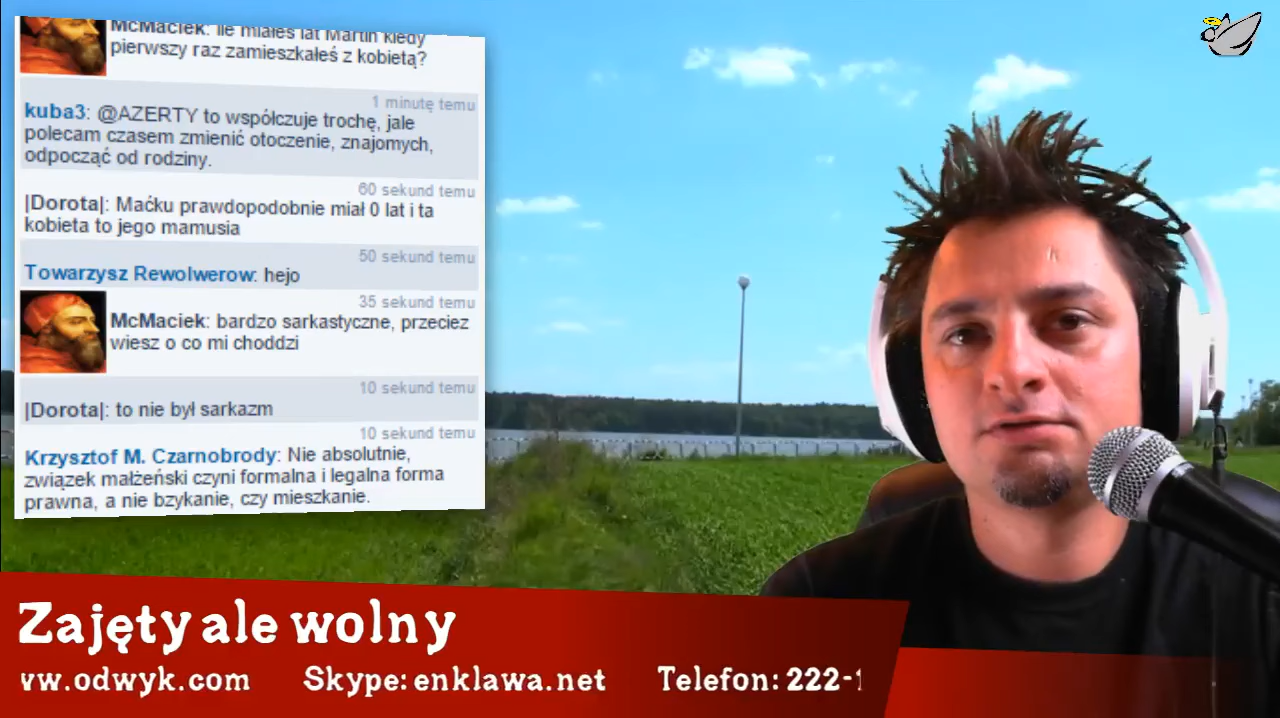 McMaciek: ile miałeś lat Martin kiedy
pierwszy raz zamieszkałeś z kobietą?
1 minutę temu
kuba3: @AZERTY to współczuje trochę, jale
polecam czasem zmienić otoczenie, znajomych,
odpocząć od rodziny.
60 sekund temu
|Dorota|: Maćku prawdopodobnie miał 0 lat i ta
kobieta to jego mamusia
50 sekund temu
Towarzysz Rewolwerow: hejo
35 sekund temu
McMaciek: bardzo sarkastyczne, przecież
wiesz o co mi choddzi
10 sekund temu
|Dorota|: to nie był sarkazm
10 sekund temu
Krzysztof M. Czarnobrody: Nie absolutnie,
związek małżeński czyni formalna i legalna forma
prawna, a nie bzykanie, czy mieszkanie.
Zajęty ale wolny
vw.odwyk.com Skype: enklawa.net Telefon: 222-1